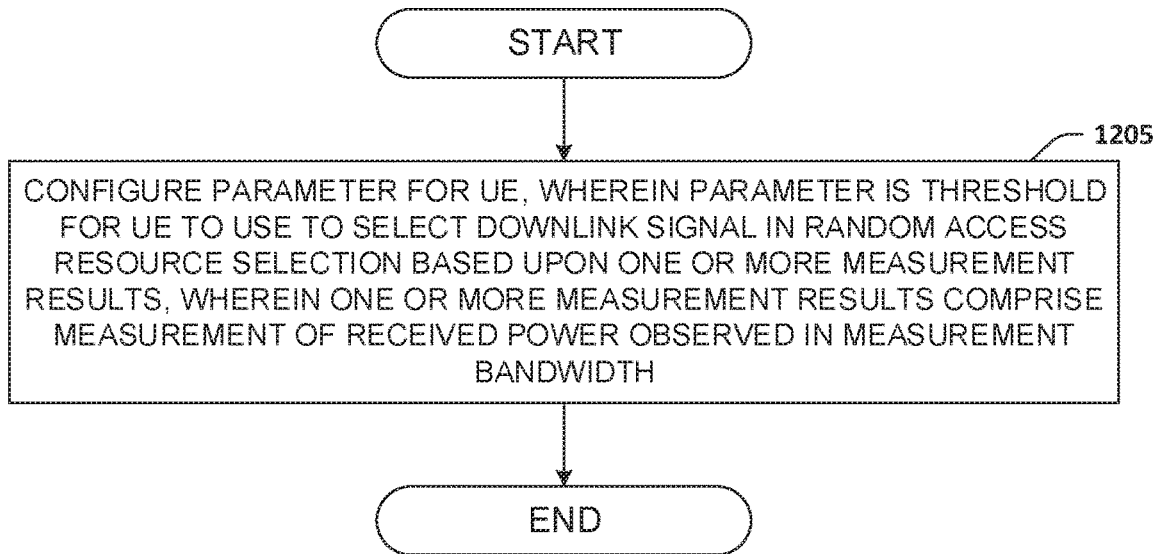 START
1205
CONFIGURE PARAMETER FOR UE, WHEREIN PARAMETER IS THRESHOLD
FOR UE TO USE TO SELECT DOWNLINK SIGNAL IN RANDOM ACCESS
RESOURCE SELECTION BASED UPON ONE OR MORE MEASUREMENT
RESULTS, WHEREIN ONE OR MORE MEASUREMENT RESULTS COMPRISE
MEASUREMENT OF RECEIVED POWER OBSERVED IN MEASUREMENT
BANDWIDTH
END